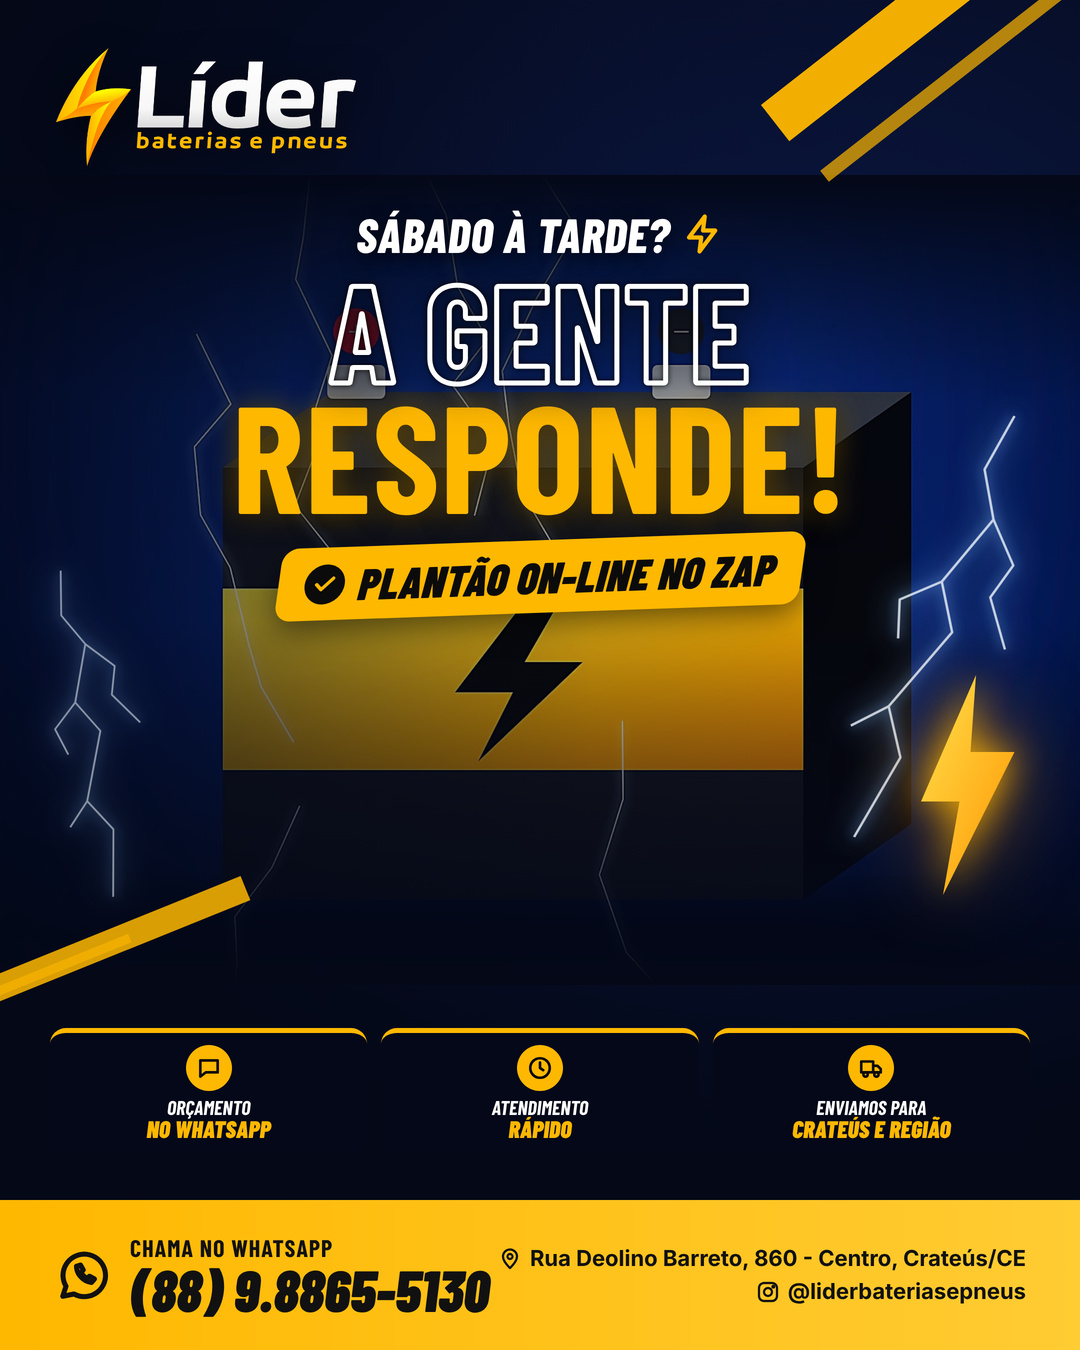 Líder
baterias e pneus
SÁBADO À TARDE?
A GENTE
RESPONDE!
PLANTÃO ON-LINE NO ZAP
ORÇAMENTO
NO WHATSAPP
ATENDIMENTO
RÁPIDO
ENVIAMOS PARA
CRATEÚS E REGIÃO
CHAMA NO WHATSAPP
(88) 9.8865-5130
Rua Deolino Barreto, 860 - Centro, Crateús/CE
@liderbateriasepneus